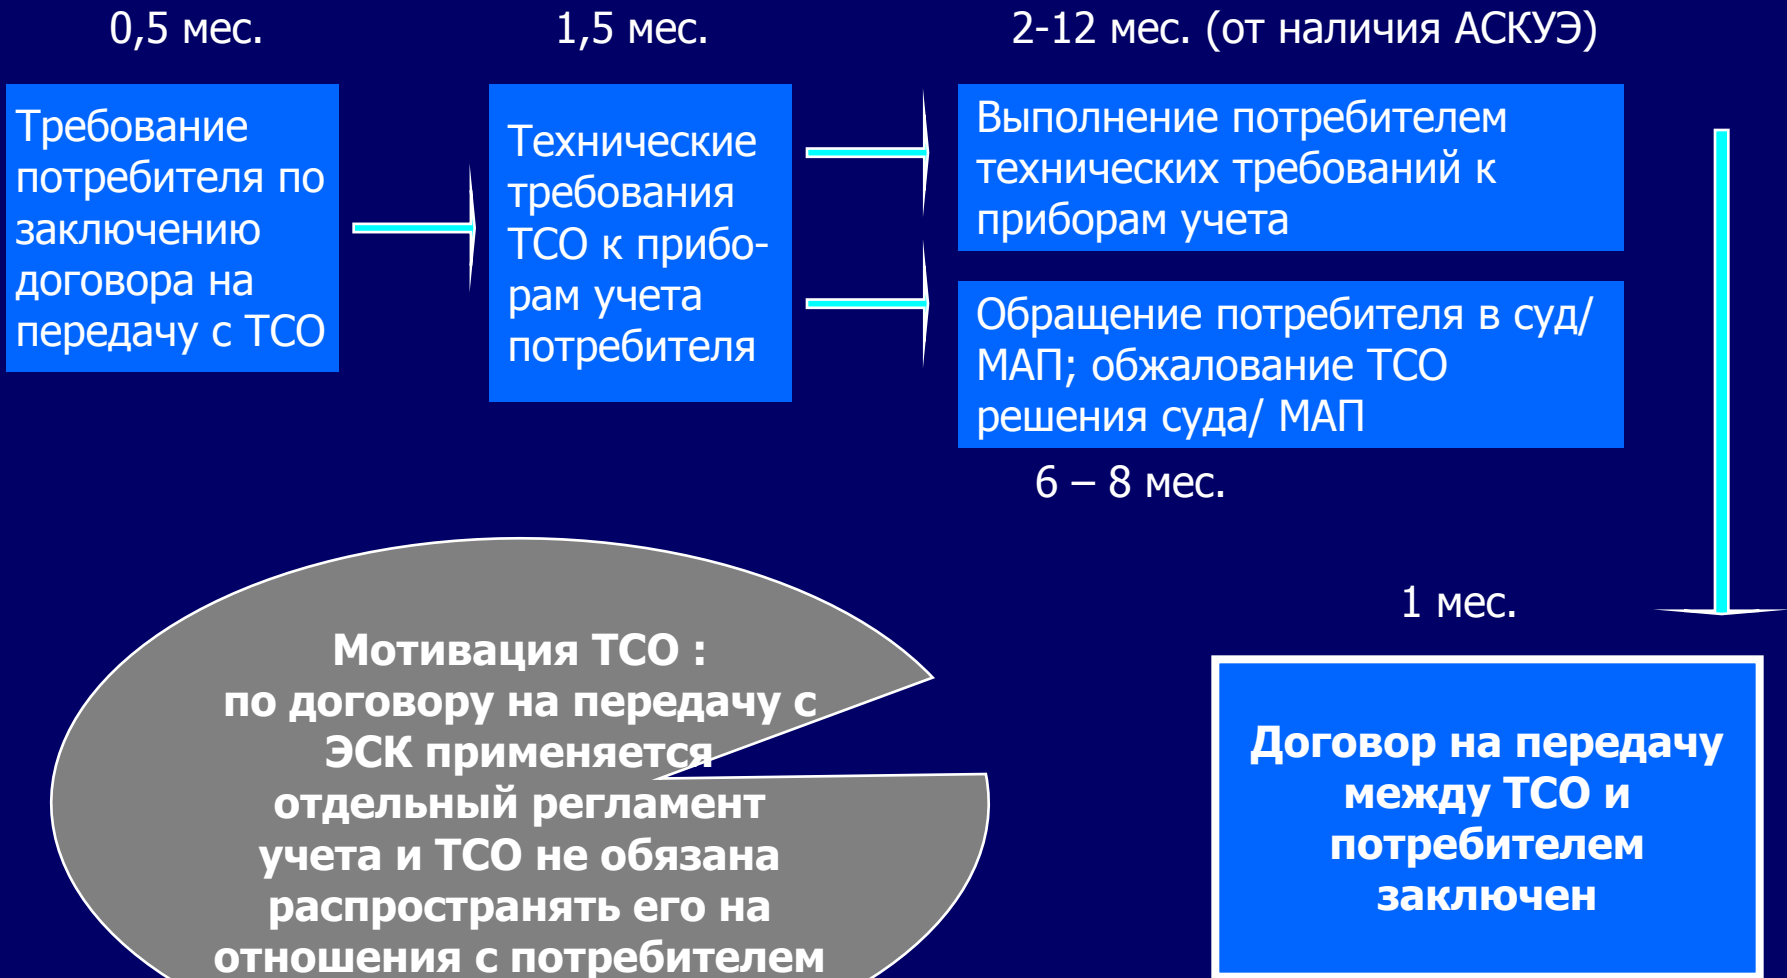 0,5 мес.
1,5 мес.
2-12 мес. (от наличия АСКУЭ)
Требование
потребителя по
заключению
договора на
передачу с ТСО
Технические
требования
ТСО к прибо-
рам учета
потребителя
Выполнение потребителем
технических требований к
приборам учета
Обращение потребителя в суд/
МАП; обжалование ТСО
решения суда/ МАП
6 – 8 мес.
1 мес.
Мотивация ТСО :
по договору на передачу с
ЭСК применяется
отдельный регламент
учета и ТСО не обязана
распространять его на
отношения с потребителем
Договор на передачу
между ТСО и
потребителем
заключен